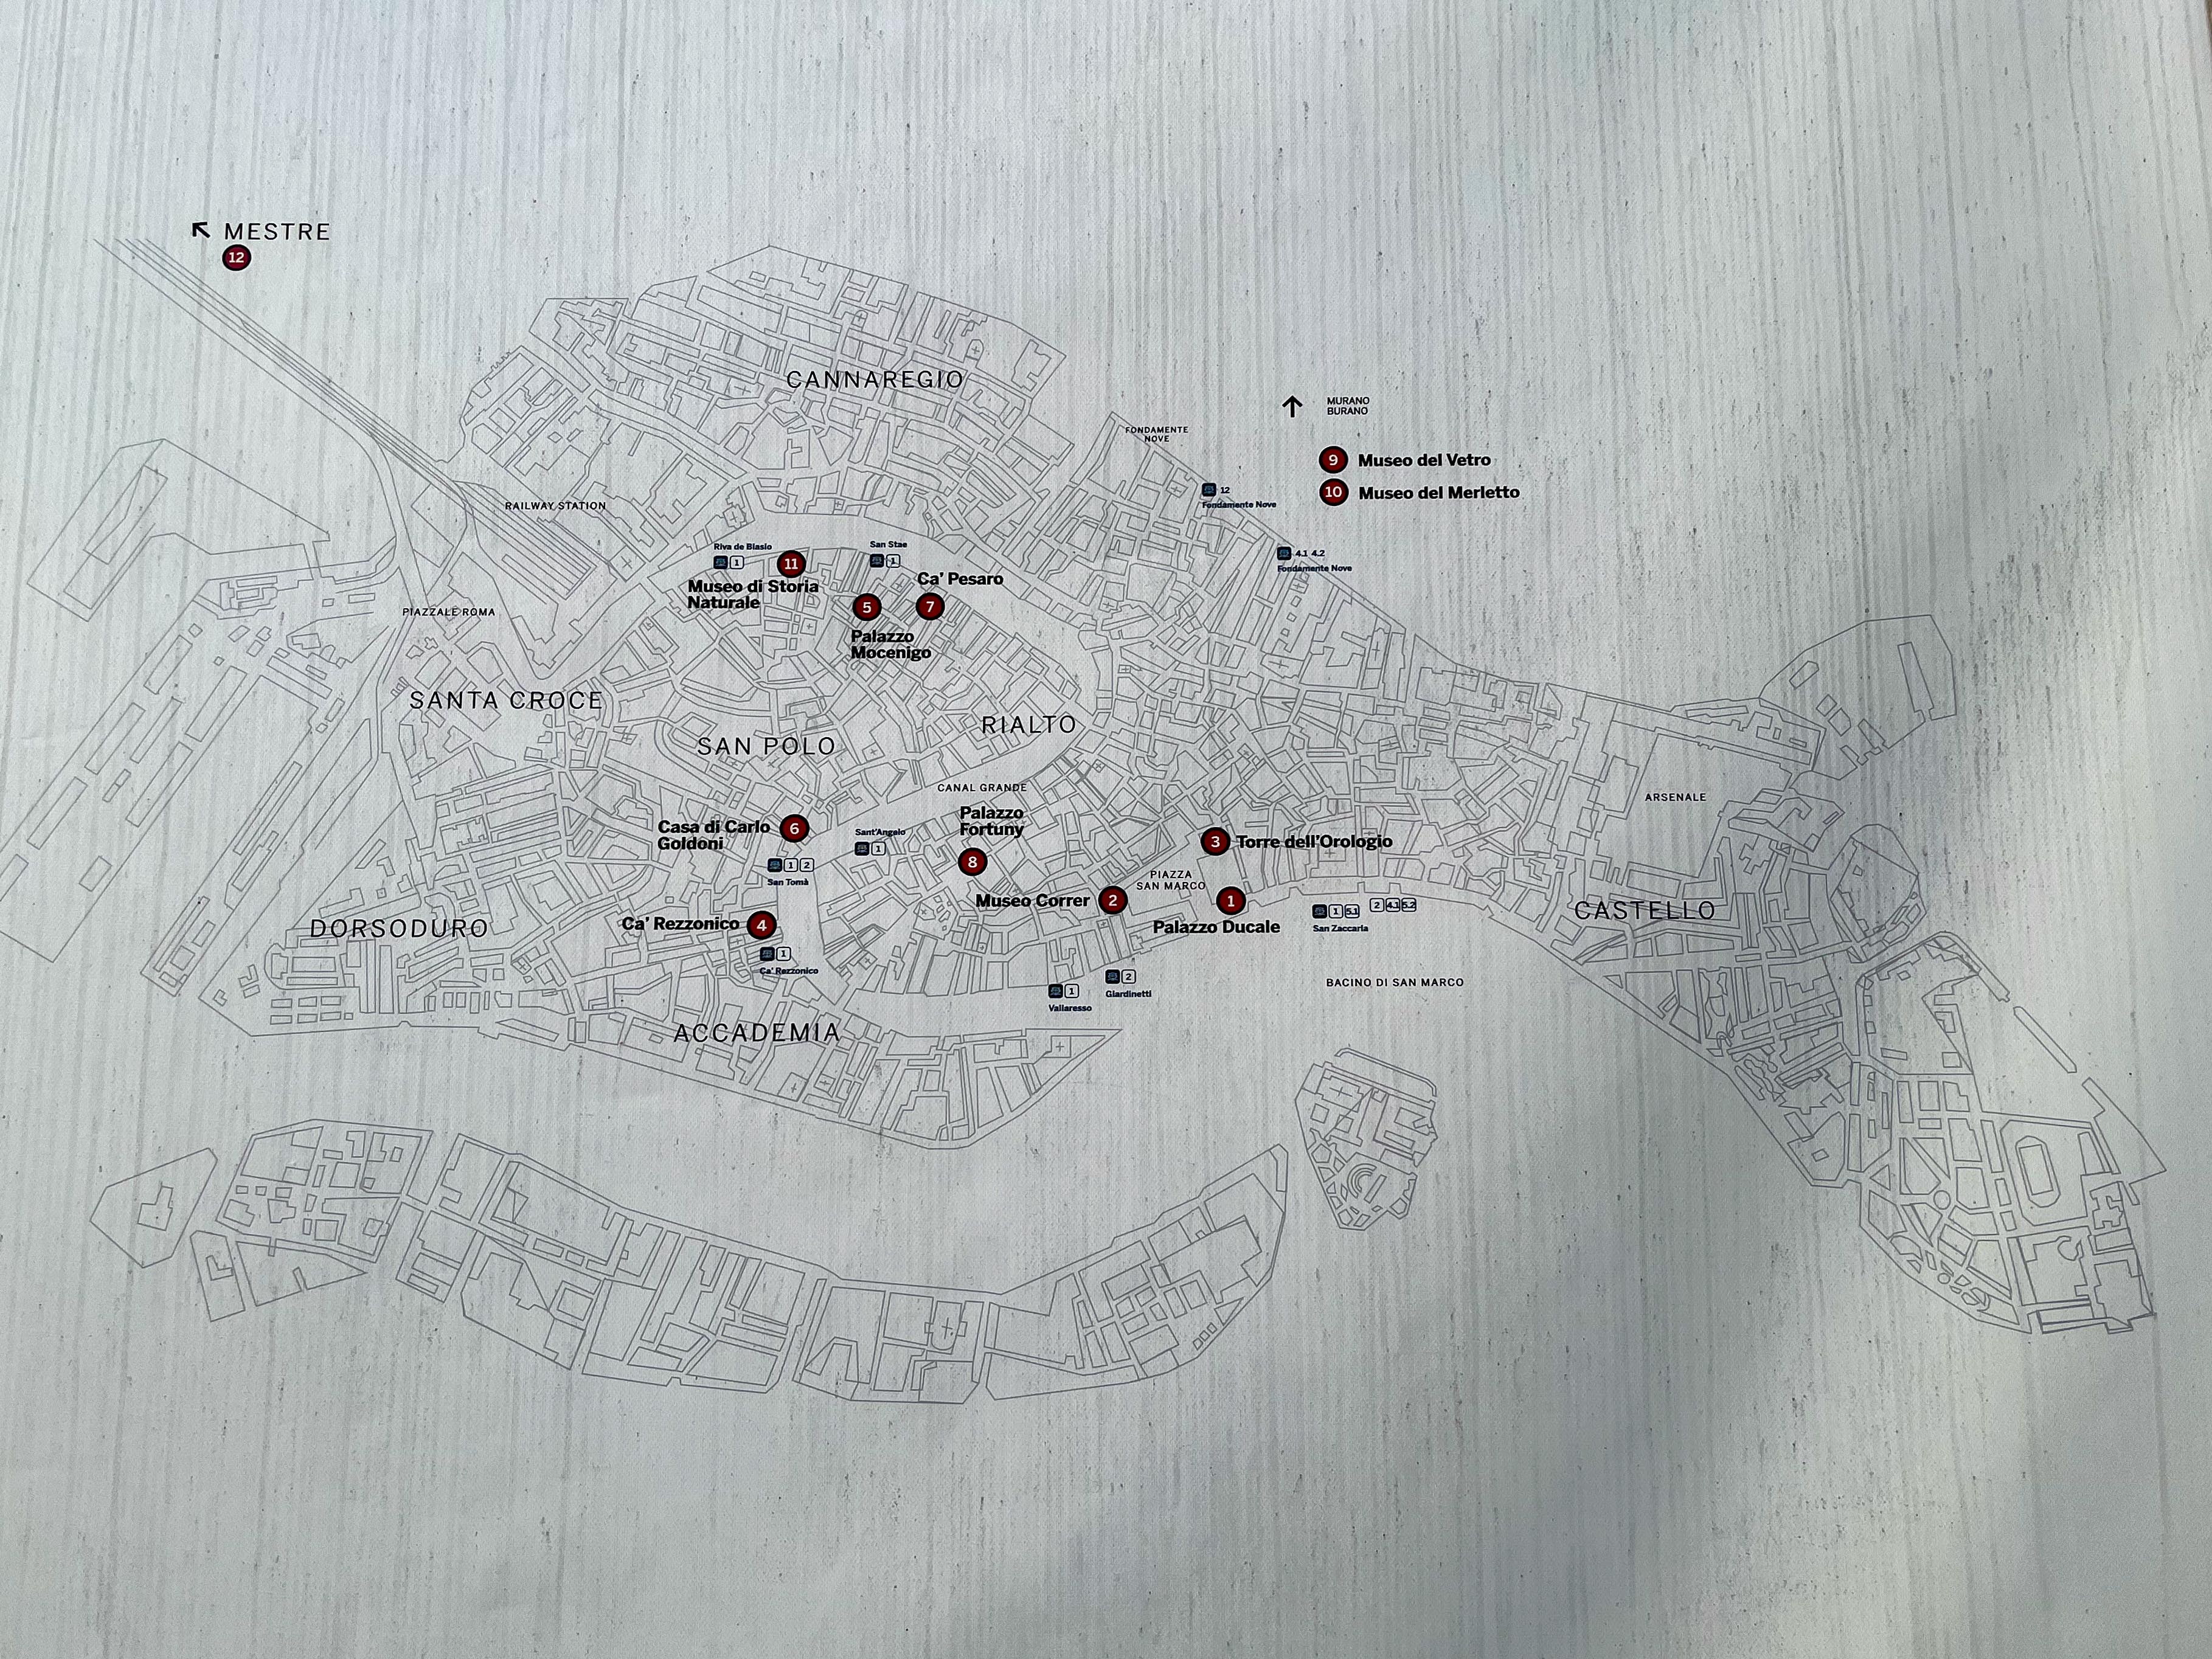 MESTRE
12
CANNAREGIO
MURANO
BURANO
FONDAMENTE
NOVE
9 Museo del Vetro
10 Museo del Merletto
12
Fondamente Nove
RAILWAY STATION
4.1 4.2
Fondamente Nove
Riva de Biasio
1
11
Museo di Storia
Naturale
San Stae
1
Ca' Pesaro
7
5
Palazzo
Mocenigo
PIAZZALE ROMA
SANTA CROCE
SAN POLO
RIALTO
CANAL GRANDE
ARSENALE
Palazzo
Fortuny
8
Casa di Carlo
Goldoni
6
Sant'Angelo
1
1 2
San Tomà
3 Torre dell'Orologio
PIAZZA
SAN MARCO
Museo Correr 2
1
Palazzo Ducale
1 5.1 2 4.1 5.2
San Zaccaria
CASTELLO
DORSODURO
Ca' Rezzonico 4
1
Ca' Rezzonico
2
Giardinetti
1
Vallaresso
BACINO DI SAN MARCO
ACCADEMIA